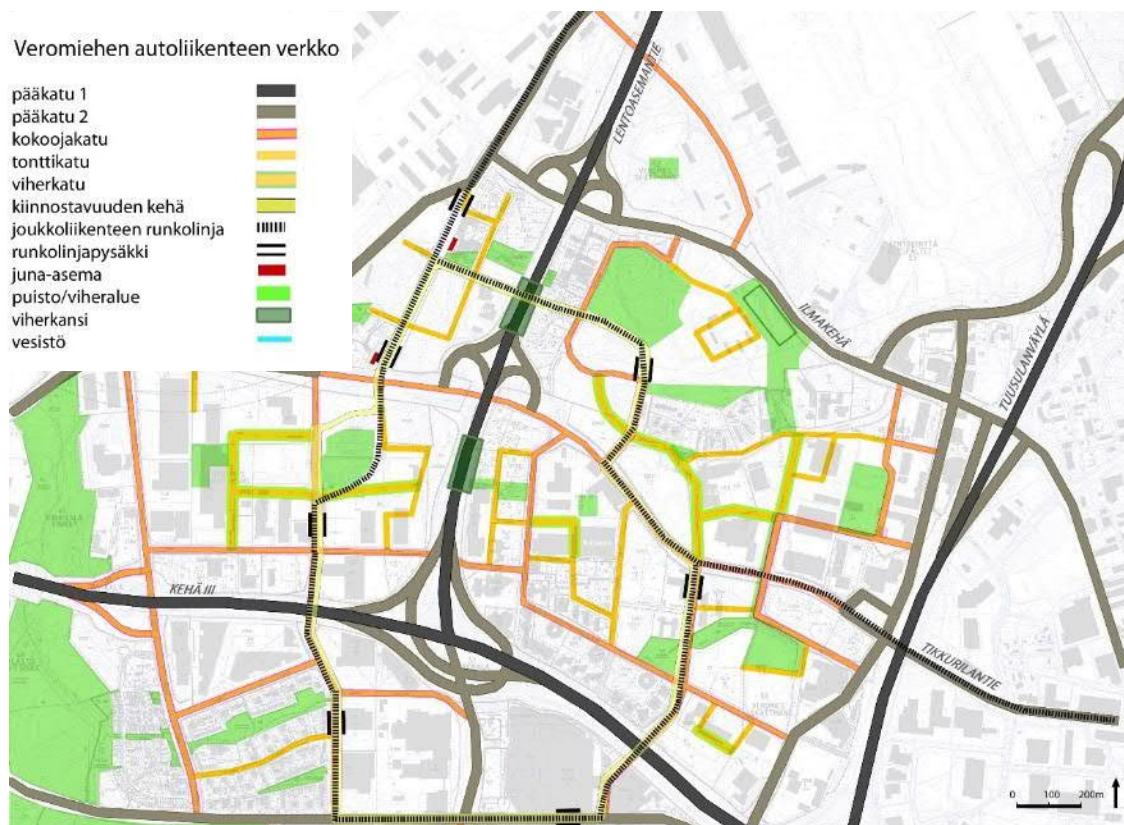 Veromiehen autoliikenteen verkko
pääkatu 1
pääkatu 2
kokoojakatu
tonttikatu
viherkatu
kiinnostavuuden kehä
joukkoliikenteen runkolinja
runkolinjapysäkki
juna-asema
puisto/viheralue
viherkansi
vesistö
LENTOASEMANTIE
ILMAKEHÄ
TUUSULANVÄYLÄ
KEHÄ III
TIKKURILANTIE
0 100 200m